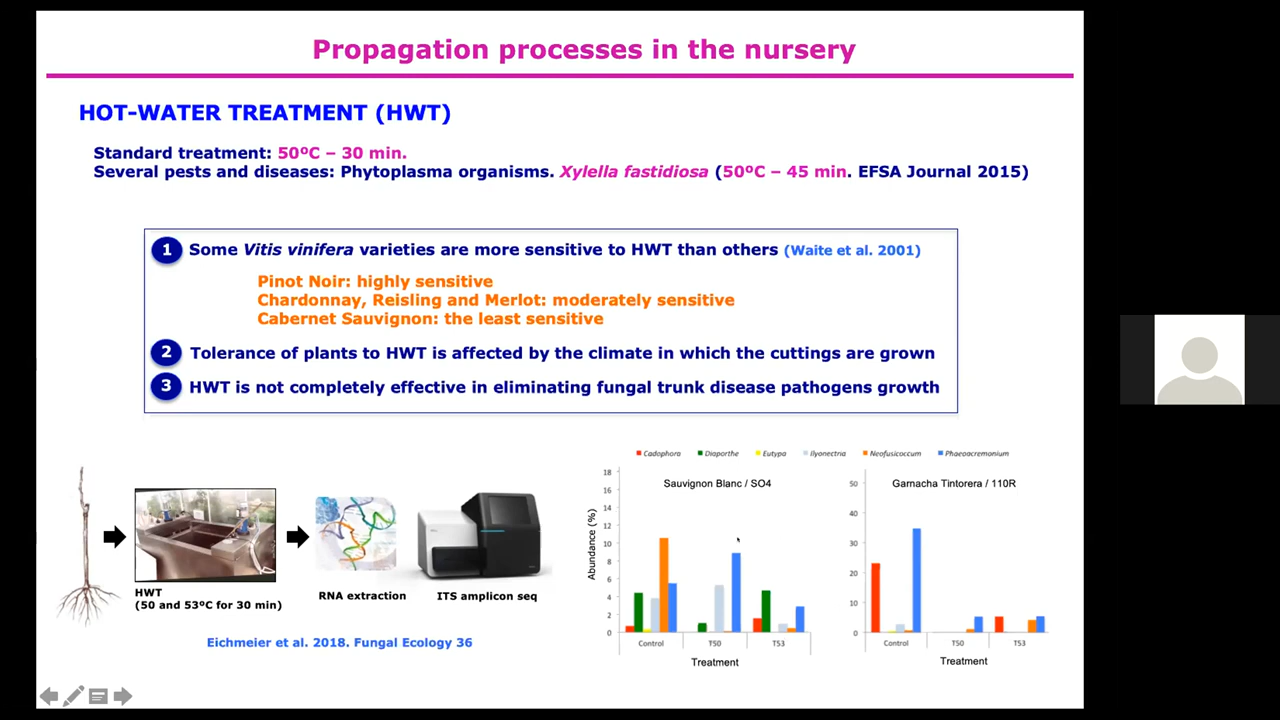 Propagation processes in the nursery
HOT-WATER TREATMENT (HWT)
Standard treatment: 50ºC – 30 min.
Several pests and diseases: Phytoplasma organisms. Xylella fastidiosa (50ºC – 45 min. EFSA Journal 2015)
1 Some Vitis vinifera varieties are more sensitive to HWT than others (Waite et al. 2001)
Pinot Noir: highly sensitive
Chardonnay, Reisling and Merlot: moderately sensitive
Cabernet Sauvignon: the least sensitive
2 Tolerance of plants to HWT is affected by the climate in which the cuttings are grown
3 HWT is not completely effective in eliminating fungal trunk disease pathogens growth
HWT
(50 and 53ºC for 30 min)
RNA extraction
ITS amplicon seq
Eichmeier et al. 2018. Fungal Ecology 36
Cadophora Diaporthe Eutypa Ilyonectria Neofusicoccum Phaeoacremonium
Sauvignon Blanc / SO4
Abundance (%)
18
16
14
12
10
8
6
4
2
0
Control T50 T53
Treatment
Garnacha Tintorera / 110R
50
40
30
20
10
0
Control T50 T53
Treatment